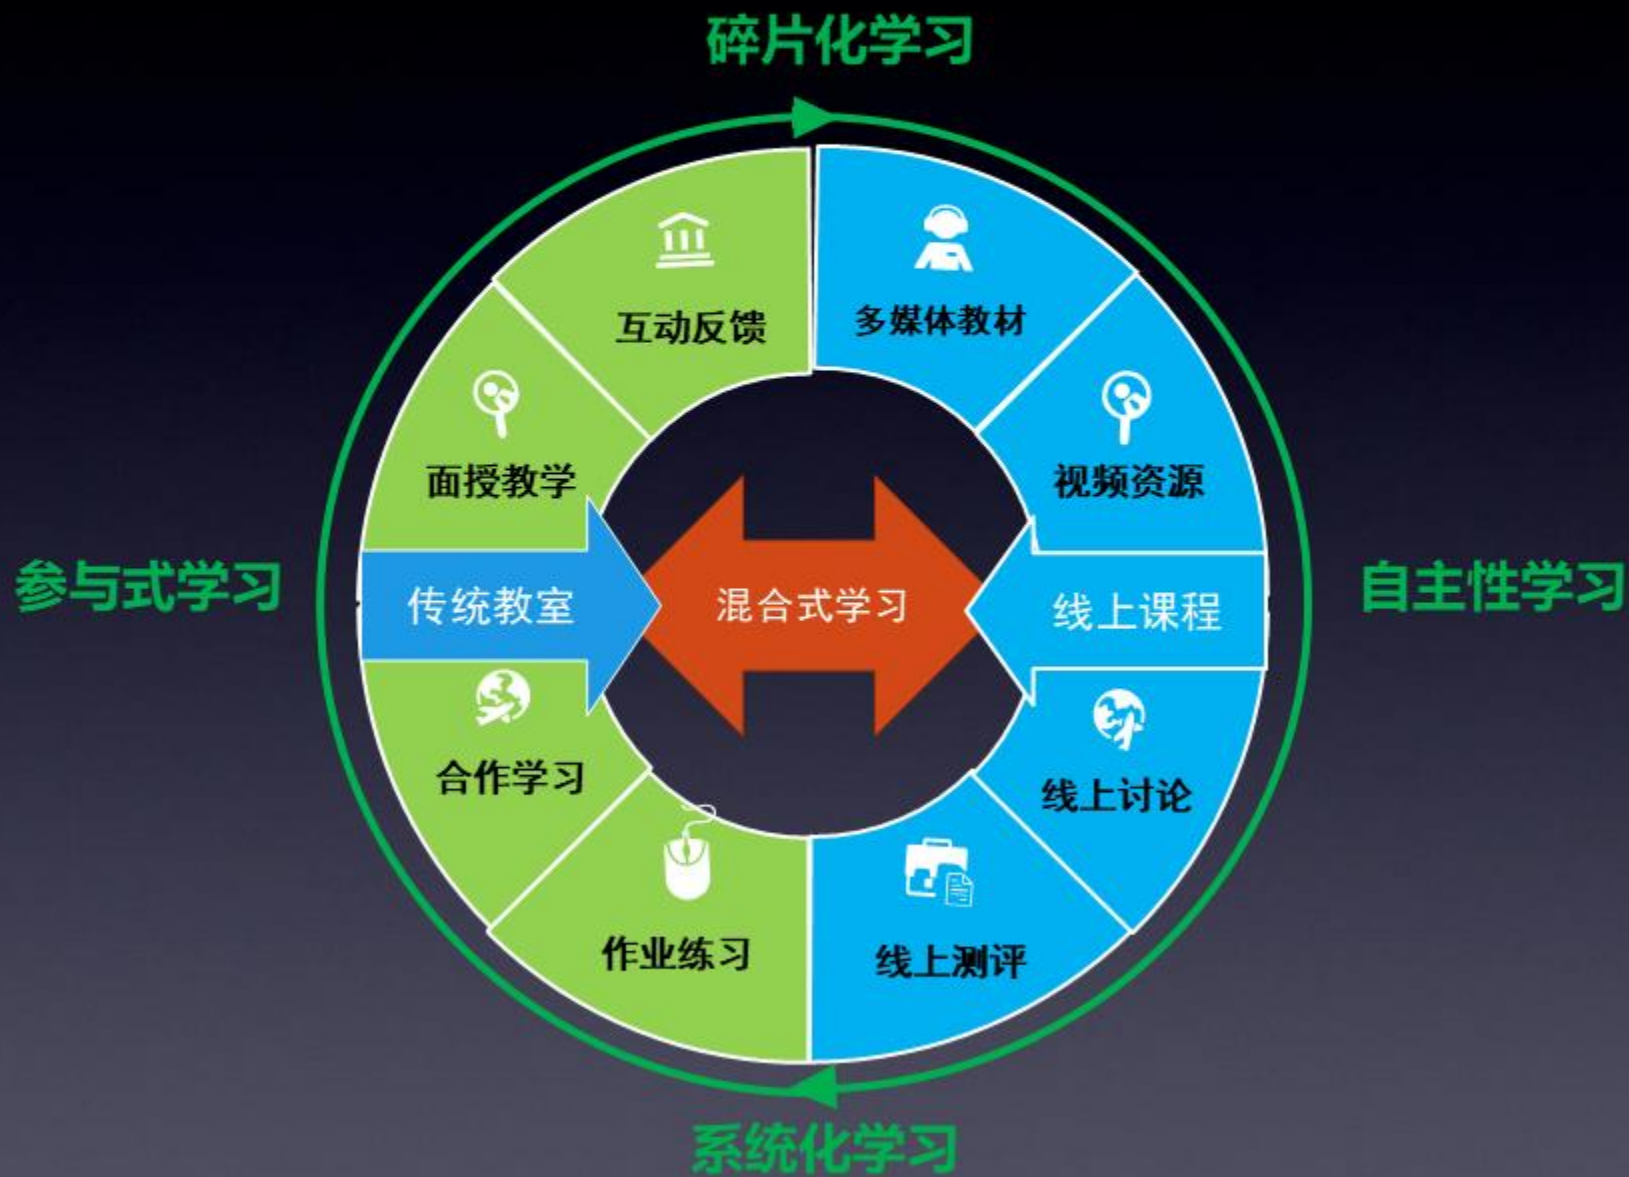 碎片化学习
互动反馈
多媒体教材
面授教学
视频资源
参与式学习
传统教室
混合式学习
线上课程
自主性学习
合作学习
线上讨论
作业练习
线上测评
系统化学习